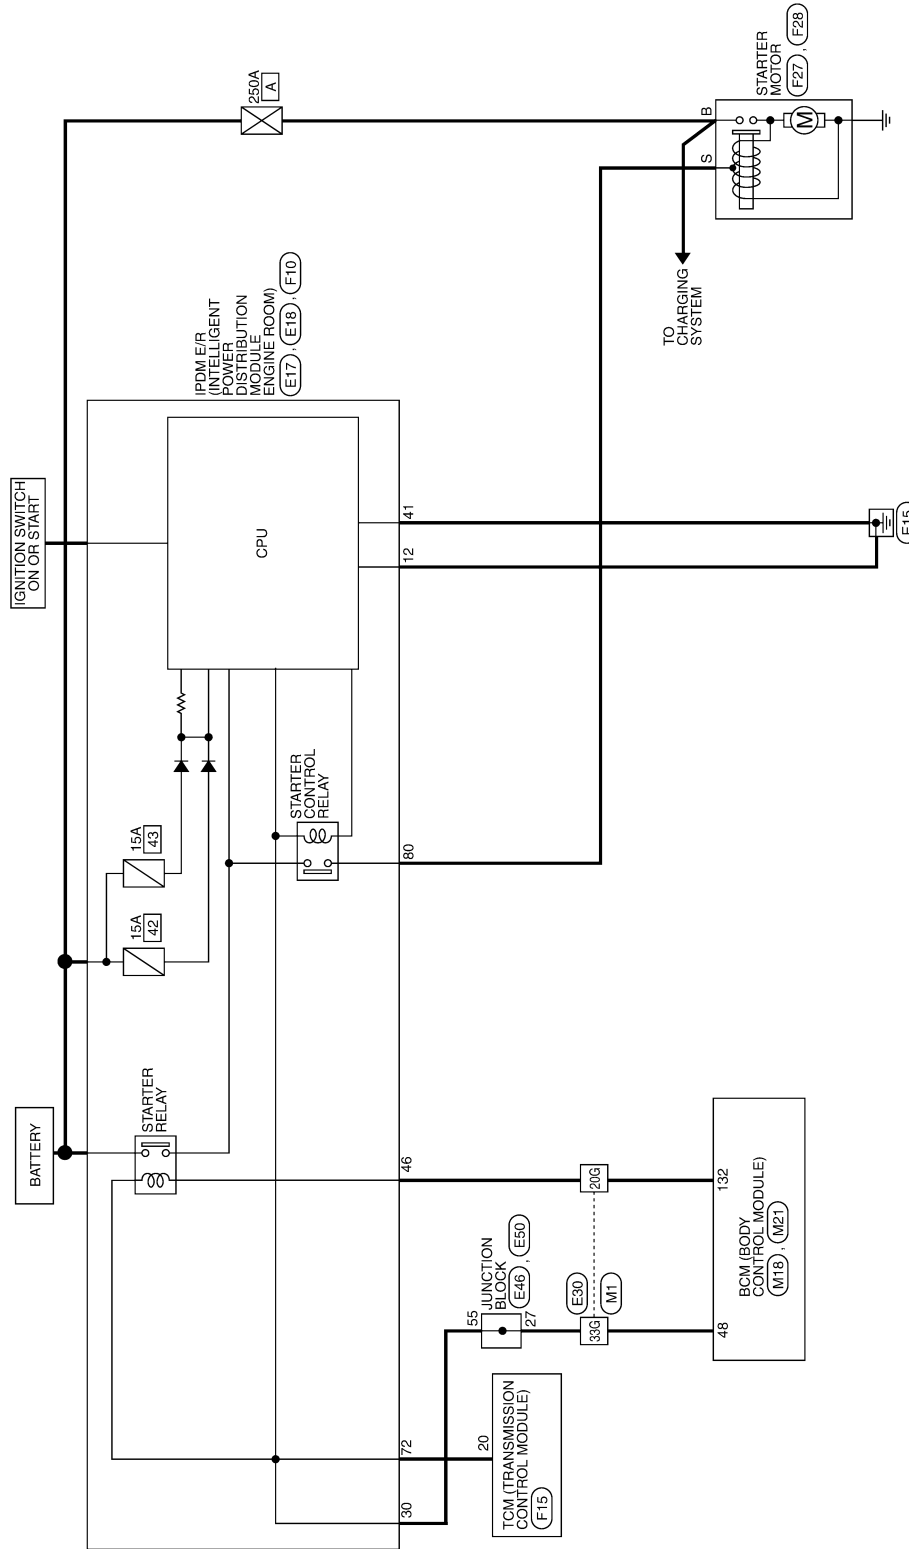 BATTERY
IGNITION SWITCH
ON OR START
STARTER
RELAY
15A
42
15A
43
STARTER
CONTROL
RELAY
CPU
IPDM E/R
(INTELLIGENT
POWER
DISTRIBUTION
MODULE
ENGINE ROOM)
E17 , E18 , F10
250A
A
30
72
46
80
12
41
TCM (TRANSMISSION
CONTROL MODULE)
F15
20
55
JUNCTION
BLOCK
E46 , E50
27
E30
M1
33G
20G
48
132
BCM (BODY
CONTROL MODULE)
M18 , M21
TO
CHARGING
SYSTEM
S
B
STARTER
MOTOR
F27 , F28
M